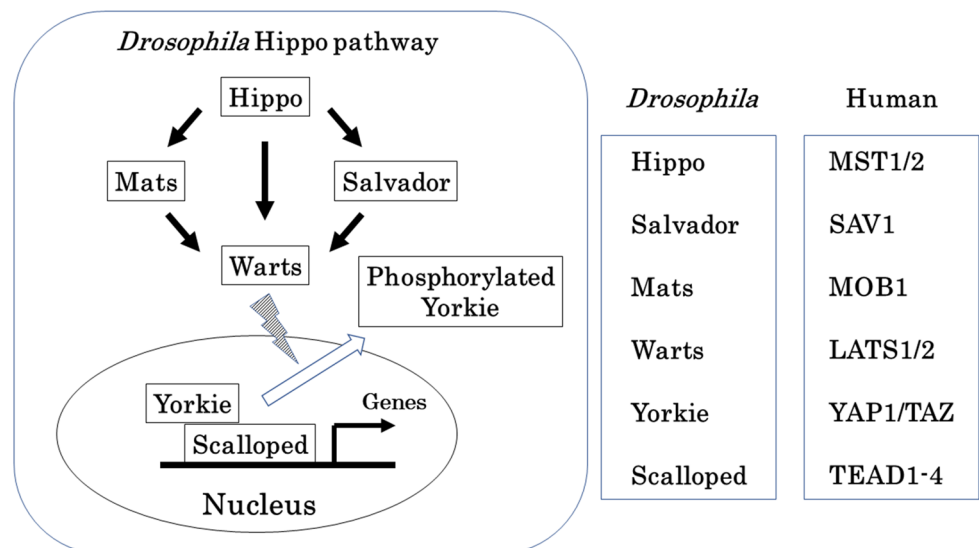 Drosophila Hippo pathway
Hippo
Mats
Salvador
Warts
Phosphorylated
Yorkie
Yorkie
Genes
Scalloped
Nucleus
Drosophila Human
Hippo MST1/2
Salvador SAV1
Mats MOB1
Warts LATS1/2
Yorkie YAP1/TAZ
Scalloped TEAD1-4